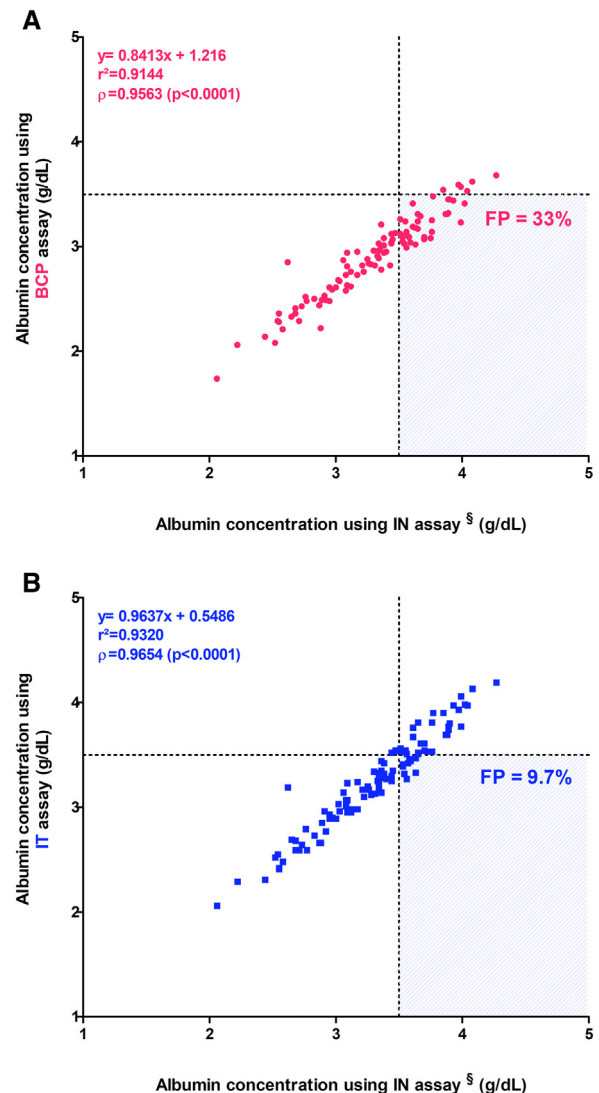 A
y= 0.8413x + 1.216
r²=0.9144
ρ=0.9563 (p<0.0001)
Albumin concentration using
BCP assay (g/dL)
5
4
3
2
1
FP = 33%
1 2 3 4 5
Albumin concentration using IN assay § (g/dL)
B
y= 0.9637x + 0.5486
r²=0.9320
ρ=0.9654 (p<0.0001)
Albumin concentration using
IT assay (g/dL)
5
4
3
2
1
FP = 9.7%
1 2 3 4 5
Albumin concentration using IN assay § (g/dL)